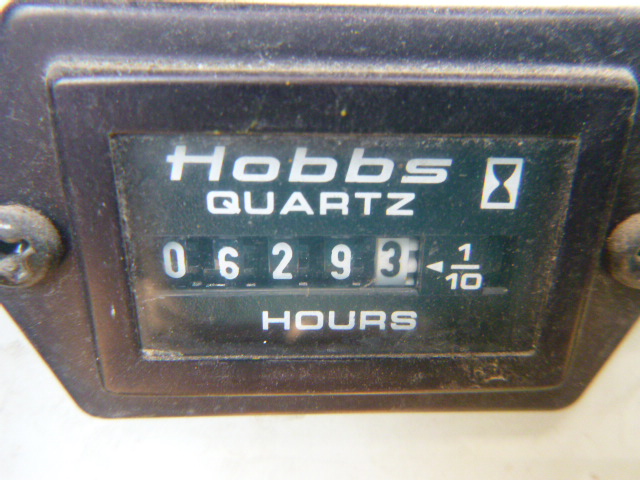 Hobbs
QUARTZ
06293 ◄ 1/10
HOURS